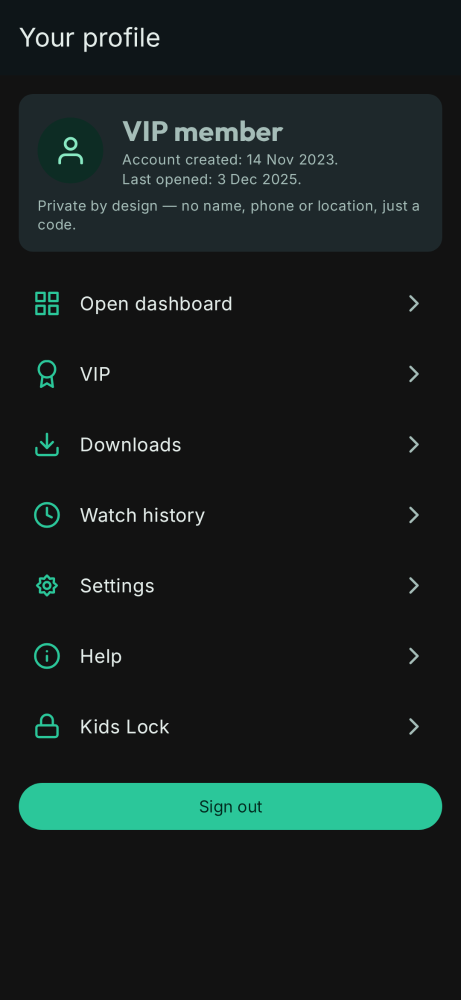 Your profile
VIP member
Account created: 14 Nov 2023.
Last opened: 3 Dec 2025.
Private by design — no name, phone or location, just a
code.
Open dashboard
VIP
Downloads
Watch history
Settings
Help
Kids Lock
Sign out